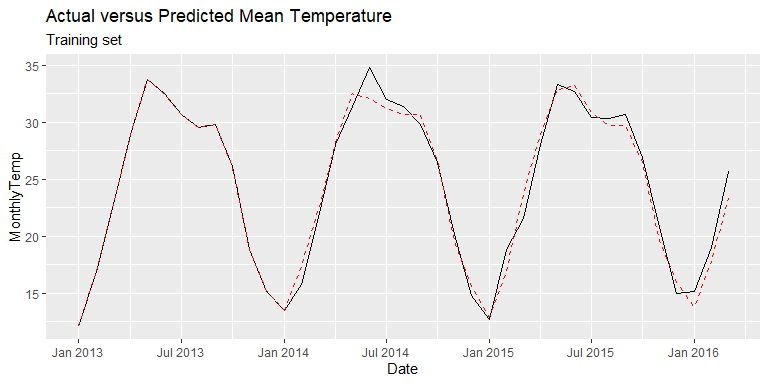 Actual versus Predicted Mean Temperature
Training set
MonthlyTemp
35
30
25
20
15
Jan 2013
Jul 2013
Jan 2014
Jul 2014
Jan 2015
Jul 2015
Jan 2016
Date